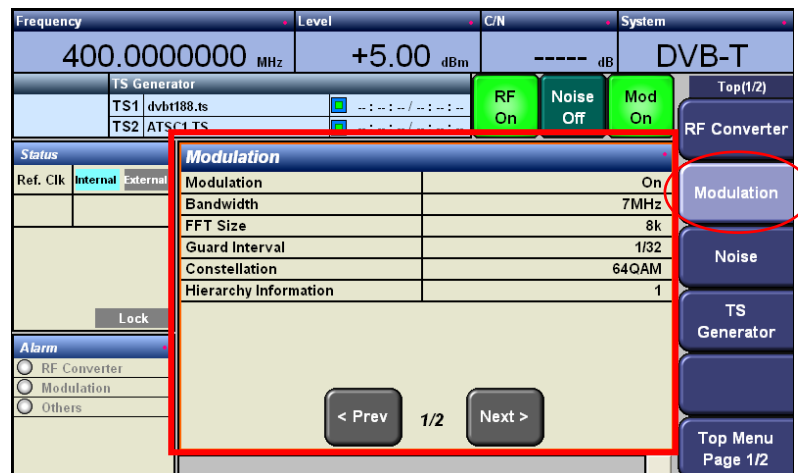 Frequency Level C/N System
400.0000000 MHz +5.00 dBm ----- dB DVB-T
TS Generator
TS1 dvbt188.ts --:--:--/--:--:--
TS2 ATSC1.TS --:--:--/--:--:--
RF On
Noise Off
Mod On
Top(1/2)
RF Converter
Modulation
Noise
TS Generator
Top Menu Page 1/2
Status
Ref. Clk Internal External
Lock
Alarm
RF Converter
Modulation
Others
Modulation
Modulation On
Bandwidth 7MHz
FFT Size 8k
Guard Interval 1/32
Constellation 64QAM
Hierarchy Information 1
< Prev 1/2 Next >